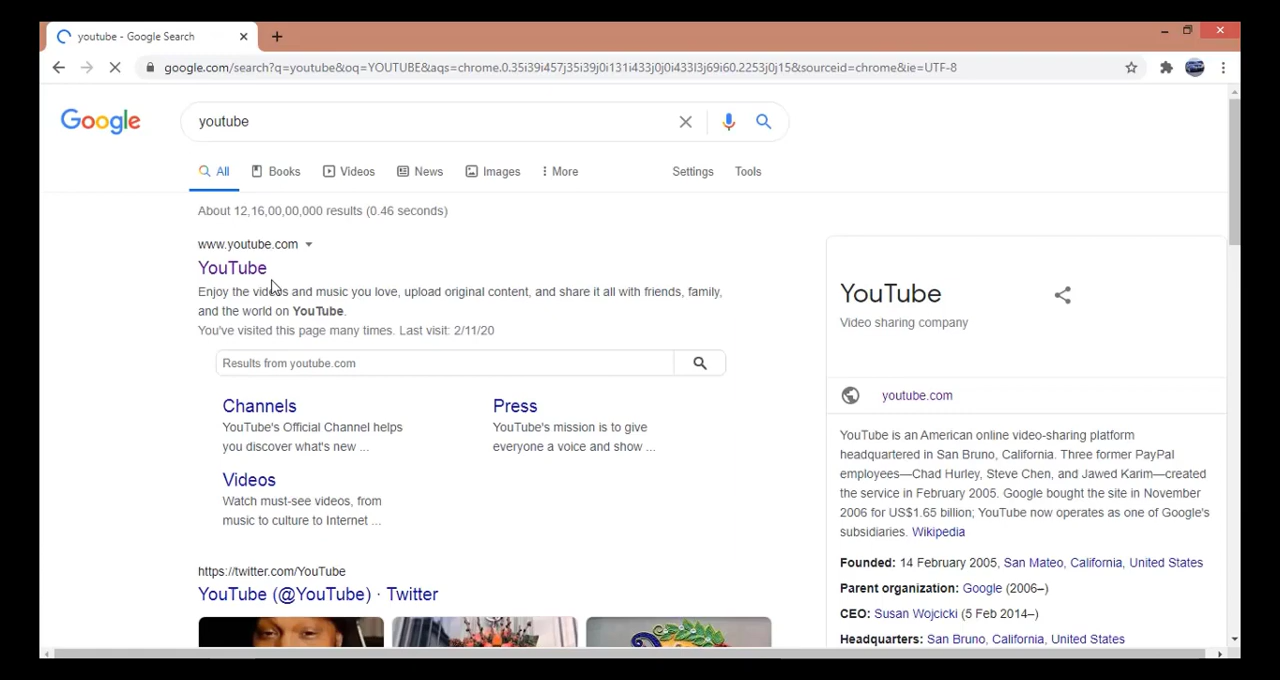 youtube - Google Search
google.com/search?q=youtube&oq=YOUTUBE&aqs=chrome.0.35i39i457j35i39j0i131i433j0j0i433l3j69i60.2253j0j15&sourceid=chrome&ie=UTF-8
Google
youtube
All Books Videos News Images More Settings Tools
About 12,16,00,00,000 results (0.46 seconds)
www.youtube.com
YouTube
Enjoy the videos and music you love, upload original content, and share it all with friends, family,
and the world on YouTube.
You've visited this page many times. Last visit: 2/11/20
Results from youtube.com
Channels
YouTube's Official Channel helps
you discover what's new ...
Press
YouTube's mission is to give
everyone a voice and show ...
Videos
Watch must-see videos, from
music to culture to Internet ...
https://twitter.com/YouTube
YouTube (@YouTube) · Twitter
YouTube
Video sharing company
youtube.com
YouTube is an American online video-sharing platform
headquartered in San Bruno, California. Three former PayPal
employees—Chad Hurley, Steve Chen, and Jawed Karim—created
the service in February 2005. Google bought the site in November
2006 for US$1.65 billion; YouTube now operates as one of Google's
subsidiaries. Wikipedia
Founded: 14 February 2005, San Mateo, California, United States
Parent organization: Google (2006–)
CEO: Susan Wojcicki (5 Feb 2014–)
Headquarters: San Bruno, California, United States